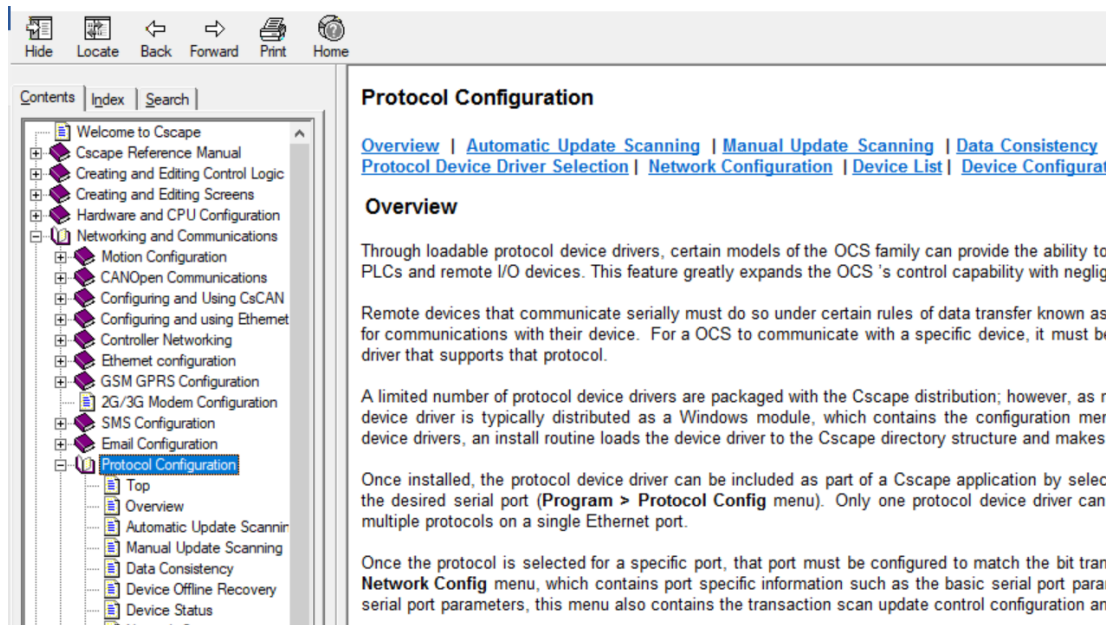 Hide Locate Back Forward Print Home
Contents Index Search
Welcome to Cscape
Cscape Reference Manual
Creating and Editing Control Logic
Creating and Editing Screens
Hardware and CPU Configuration
Networking and Communications
Motion Configuration
CANOpen Communications
Configuring and Using CsCAN
Configuring and using Ethernet
Controller Networking
Ethernet configuration
GSM GPRS Configuration
2G/3G Modem Configuration
SMS Configuration
Email Configuration
Protocol Configuration
Top
Overview
Automatic Update Scannin
Manual Update Scanning
Data Consistency
Device Offline Recovery
Device Status
Protocol Configuration
Overview | Automatic Update Scanning | Manual Update Scanning | Data Consistency
Protocol Device Driver Selection | Network Configuration | Device List | Device Configurat
Overview
Through loadable protocol device drivers, certain models of the OCS family can provide the ability to
PLCs and remote I/O devices. This feature greatly expands the OCS 's control capability with neglig
Remote devices that communicate serially must do so under certain rules of data transfer known as
for communications with their device. For a OCS to communicate with a specific device, it must be
driver that supports that protocol.
A limited number of protocol device drivers are packaged with the Cscape distribution; however, as
device driver is typically distributed as a Windows module, which contains the configuration mer
device drivers, an install routine loads the device driver to the Cscape directory structure and makes
Once installed, the protocol device driver can be included as part of a Cscape application by selec
the desired serial port (Program > Protocol Config menu). Only one protocol device driver can
multiple protocols on a single Ethernet port.
Once the protocol is selected for a specific port, that port must be configured to match the bit tran
Network Config menu, which contains port specific information such as the basic serial port para
serial port parameters, this menu also contains the transaction scan update control configuration an